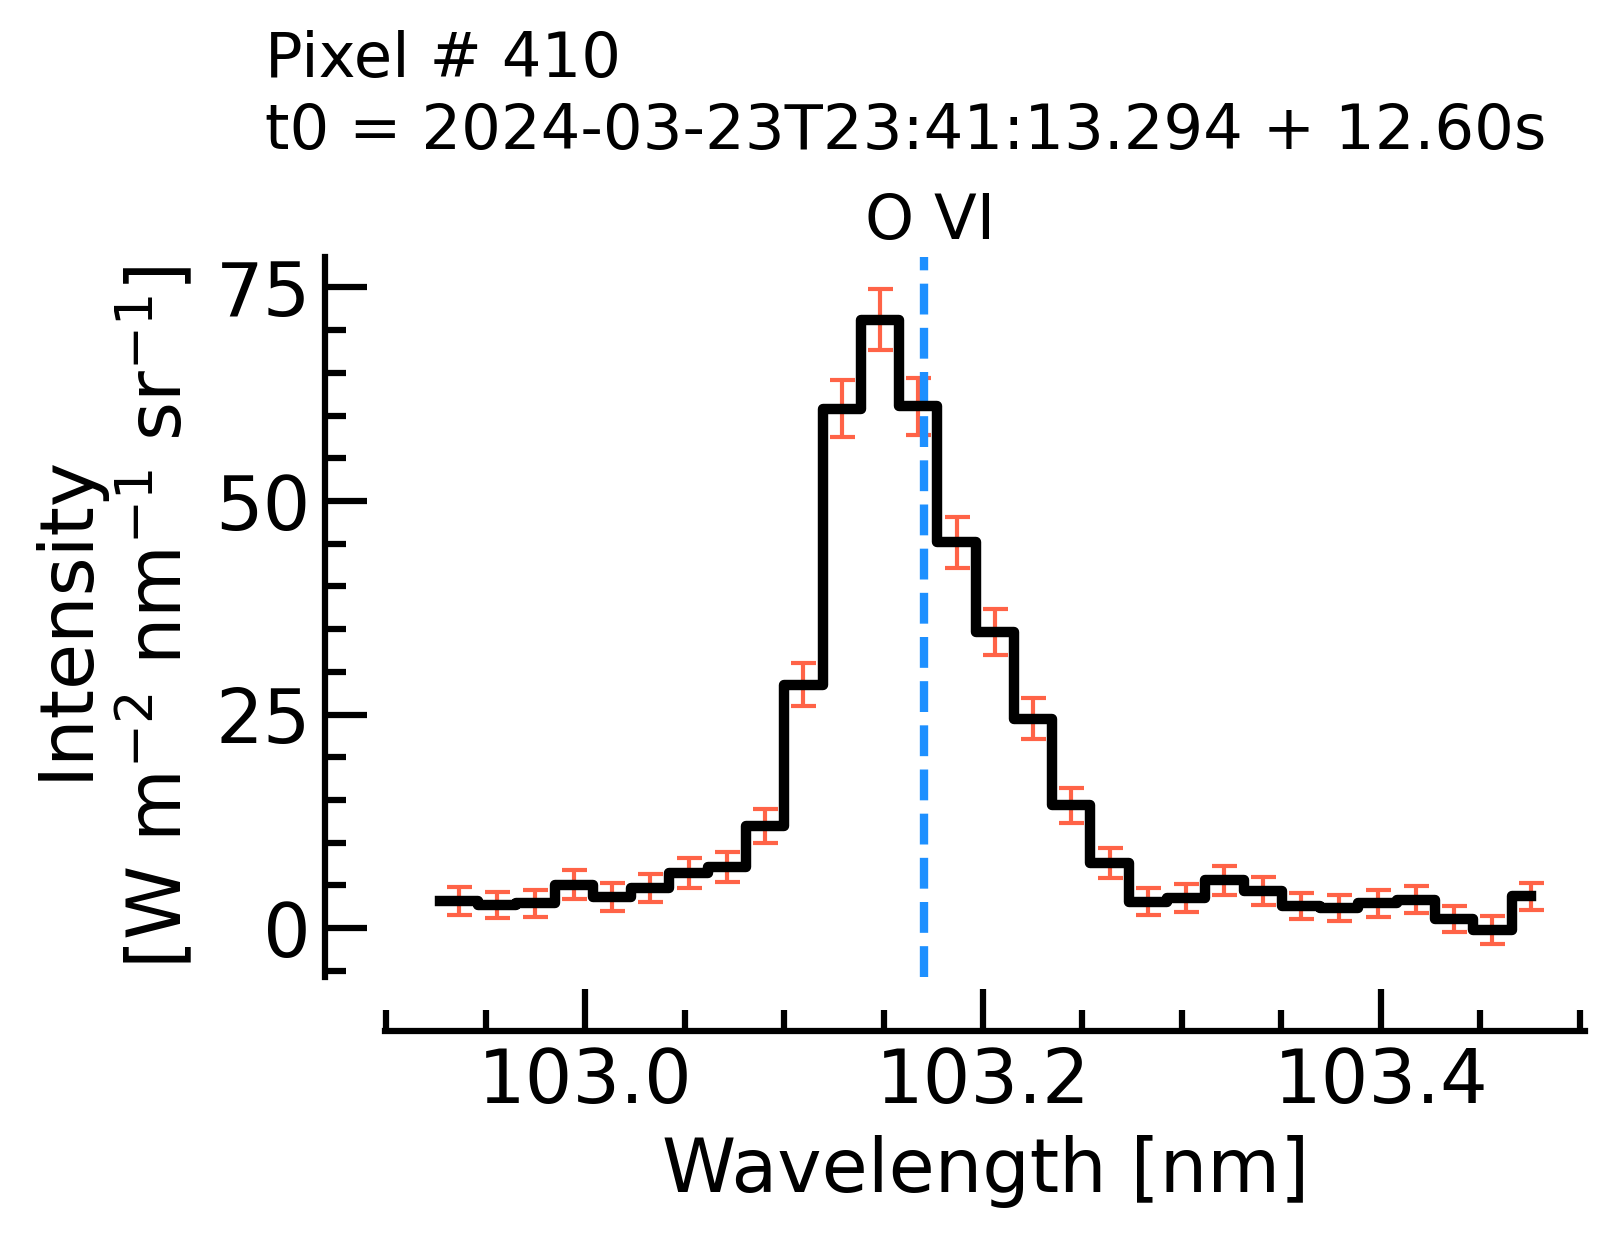 Pixel # 410
t0 = 2024-03-23T23:41:13.294 + 12.60s
O VI
Intensity
[W m⁻² nm⁻¹ sr⁻¹]
75
50
25
0
103.0 103.2 103.4
Wavelength [nm]